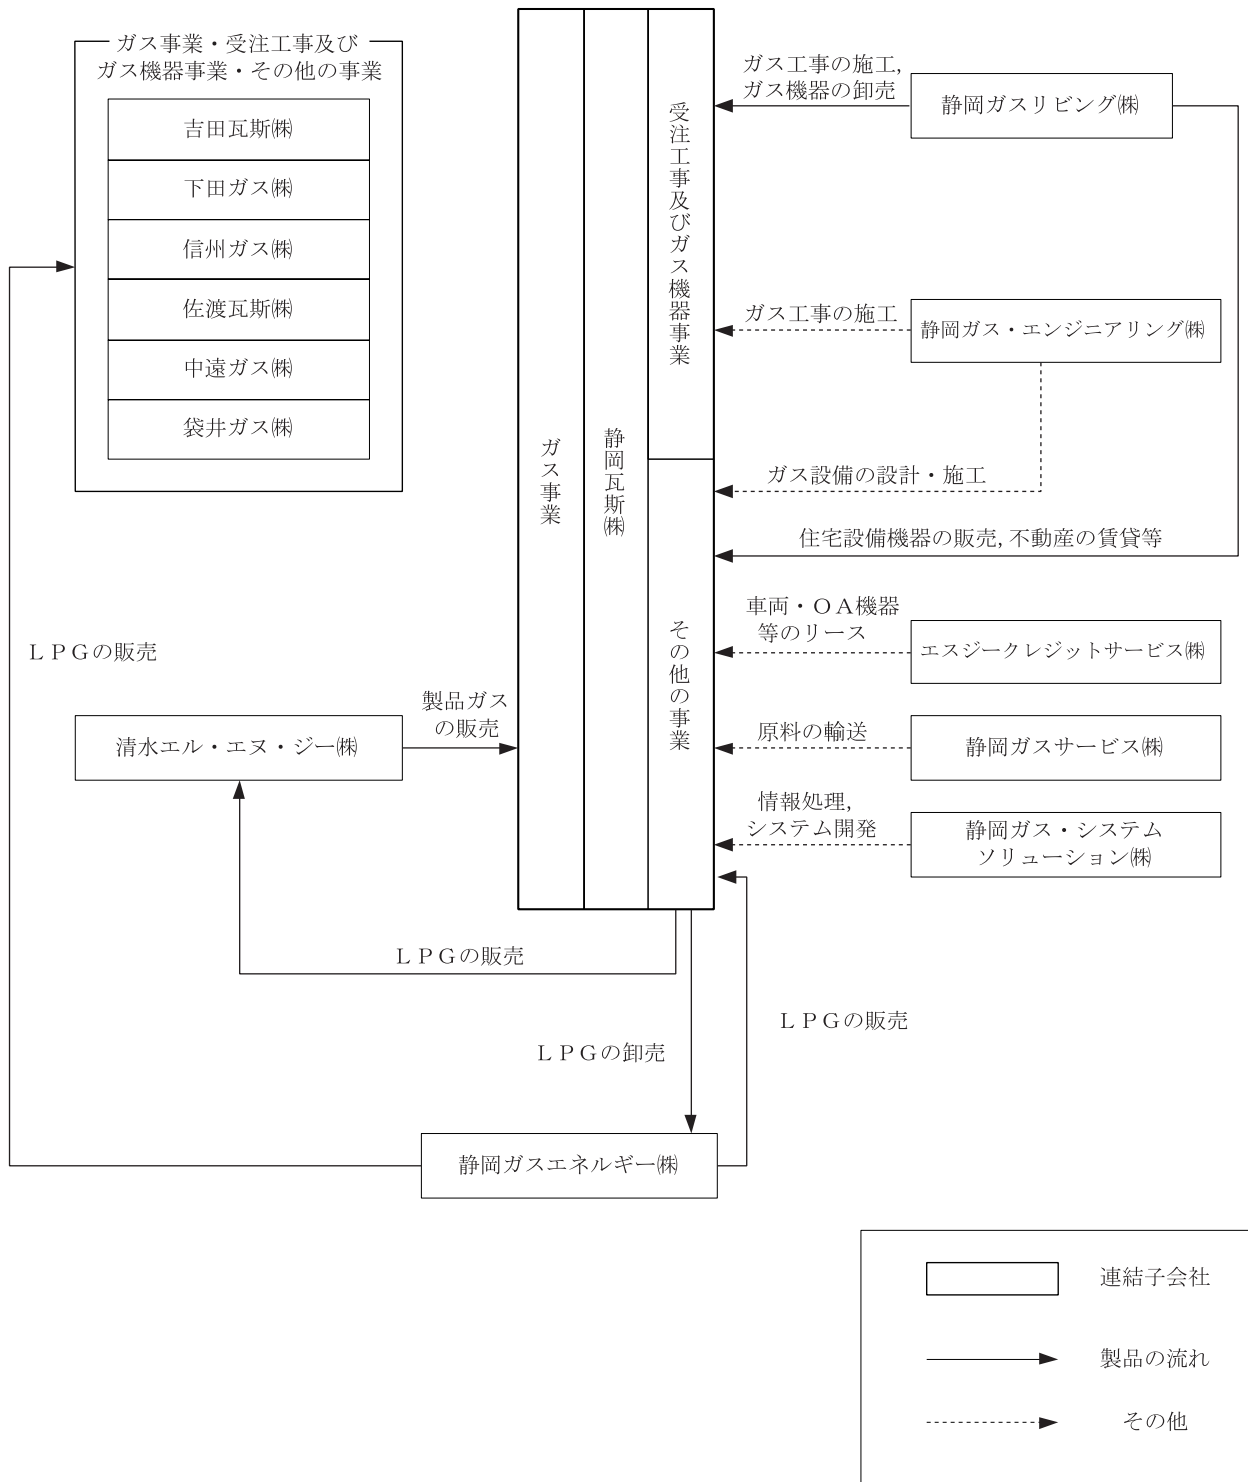 ガス事業・受注工事及び
ガス機器事業・その他の事業
吉田瓦斯㈱
下田ガス㈱
信州ガス㈱
佐渡瓦斯㈱
中遠ガス㈱
袋井ガス㈱
ガス事業
静岡瓦斯㈱
受注工事及びガス機器事業
その他の事業
ガス工事の施工,
ガス機器の卸売
静岡ガスリビング㈱
ガス工事の施工
静岡ガス・エンジニアリング㈱
ガス設備の設計・施工
住宅設備機器の販売, 不動産の賃貸等
車両・ＯＡ機器
等のリース
エスジークレジットサービス㈱
ＬＰＧの販売
製品ガス
の販売
清水エル・エヌ・ジー㈱
原料の輸送
静岡ガスサービス㈱
情報処理,
システム開発
静岡ガス・システム
ソリューション㈱
ＬＰＧの販売
ＬＰＧの販売
ＬＰＧの卸売
静岡ガスエネルギー㈱
連結子会社
製品の流れ
その他